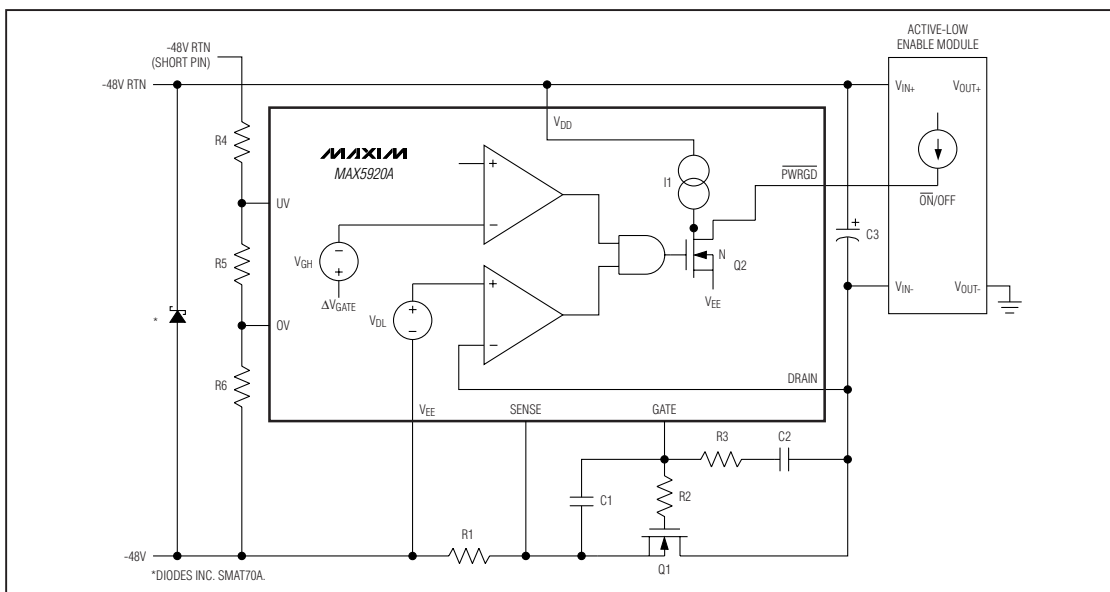 ACTIVE-LOW
ENABLE MODULE
-48V RTN
(SHORT PIN)
-48V RTN
VIN+
VOUT+
VDD
R4
MAXIM
MAX5920A
+
I1
PWRGD
ON/OFF
UV
−
−
VGH
+
N
Q2
+
C3
R5
ΔVGATE
+
+
VDL
−
VEE
VIN-
VOUT-
*
OV
−
R6
DRAIN
VEE
SENSE
GATE
R3
C2
C1
R2
R1
-48V
Q1
*DIODES INC. SMAT70A.